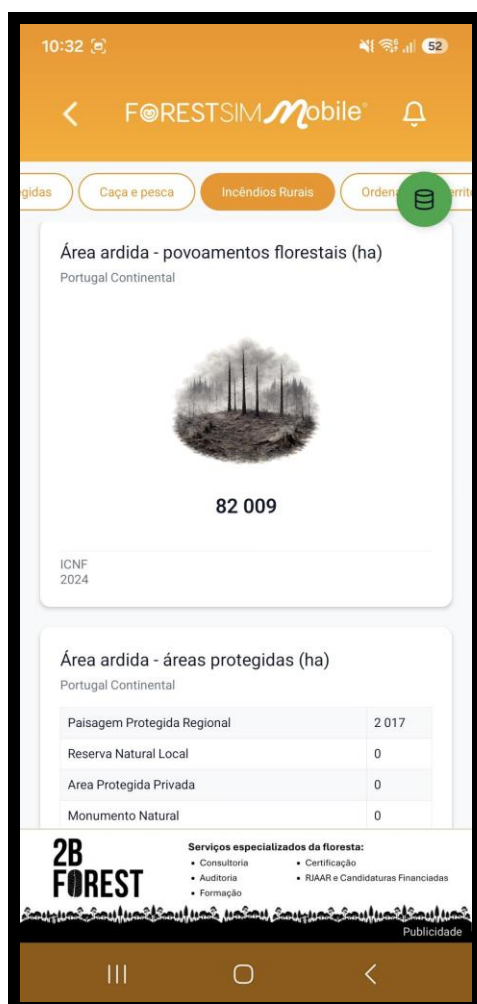 10:32
52
FORESTSIM Mobile
gidas
Caça e pesca
Incêndios Rurais
Orden
errit
Área ardida - povoamentos florestais (ha)
Portugal Continental
82 009
ICNF
2024
Área ardida - áreas protegidas (ha)
Portugal Continental
Paisagem Protegida Regional 2 017
Reserva Natural Local 0
Area Protegida Privada 0
Monumento Natural 0
2B
FOREST
Serviços especializados da floresta:
• Consultoria • Certificação
• Auditoria • RJAAR e Candidaturas Financiadas
• Formação
Publicidade